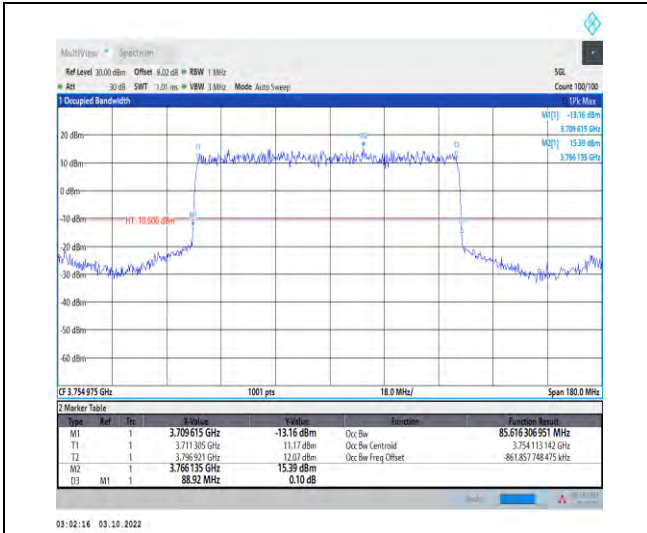 MultiView Spectrum
Ref Level 30.00 dBm Offset 8.02 dB RBW 1 MHz SGL
Att 30 dB SWT 1.01 ms VBW 3 MHz Mode Auto Sweep Count 100/100
1 Occupied Bandwidth 1Pk Max
M1[1] -13.16 dBm
3.709 615 GHz
M2[1] 15.39 dBm
3.766 135 GHz
20 dBm
M2
T1 T2
10 dBm
0 dBm
-10 dBm
H1 -10.606 dBm
M1
-20 dBm
-30 dBm
-40 dBm
-50 dBm
-60 dBm
CF 3.754 975 GHz 1001 pts 18.0 MHz/ Span 180.0 MHz
2 Marker Table
Type Ref Trc X-Value Y-Value Function Function Result
M1 1 3.709 615 GHz -13.16 dBm Occ Bw 85.616 306 951 MHz
T1 1 3.711 305 GHz 11.17 dBm Occ Bw Centroid 3.754 113 142 GHz
T2 1 3.796 921 GHz 12.07 dBm Occ Bw Freq Offset -861.857 748 475 kHz
M2 1 3.766 135 GHz 15.39 dBm
D3 M1 1 88.92 MHz 0.10 dB
03:02:16 03.10.2022